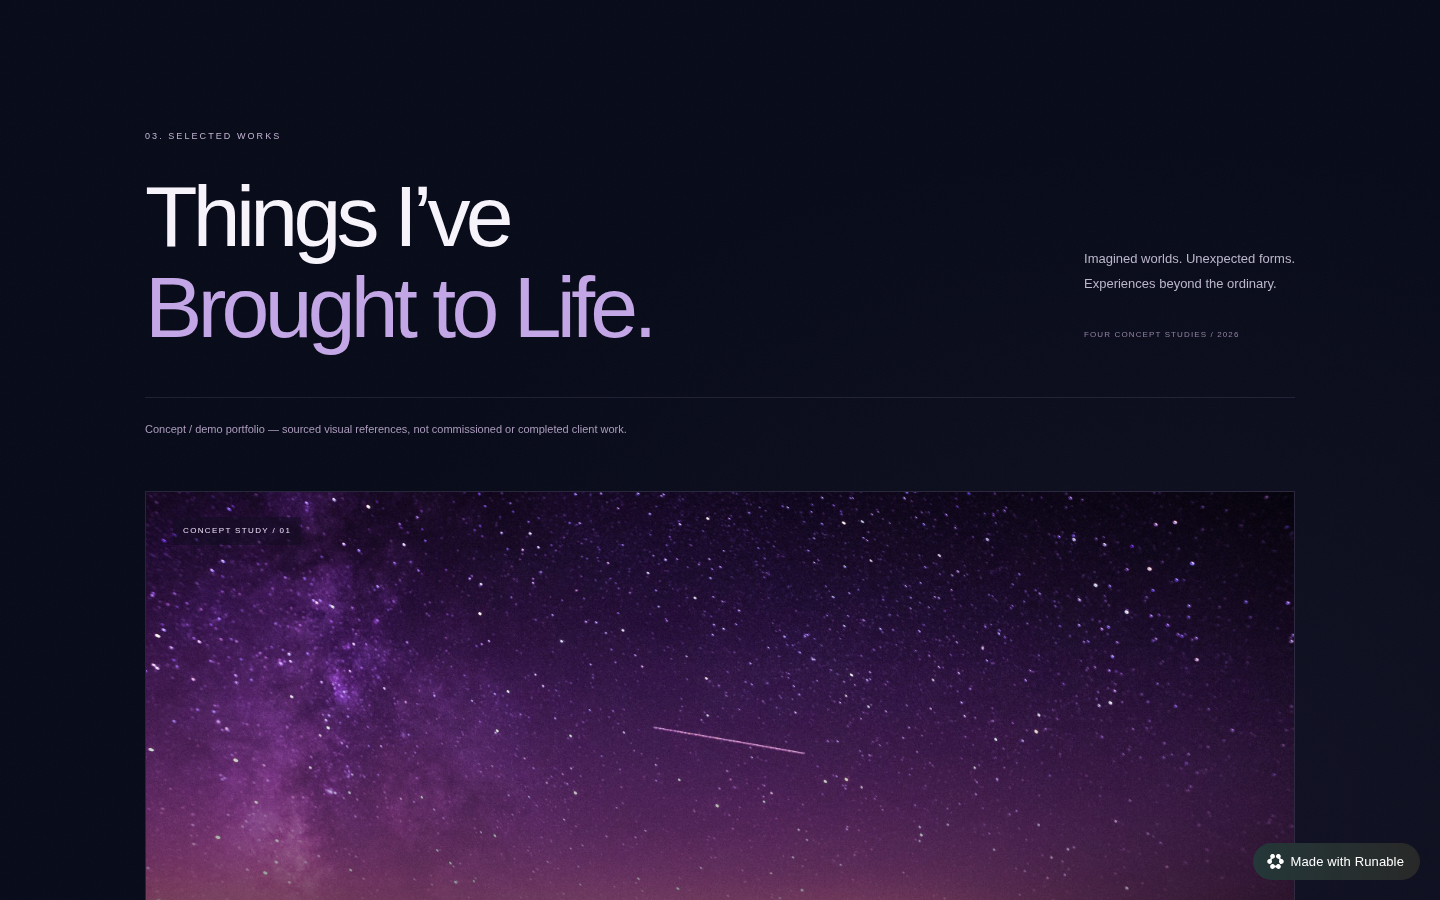 03. SELECTED WORKS
Things I’ve
Brought to Life.
Imagined worlds. Unexpected forms.
Experiences beyond the ordinary.
FOUR CONCEPT STUDIES / 2026
Concept / demo portfolio — sourced visual references, not commissioned or completed client work.
CONCEPT STUDY / 01
Made with Runable